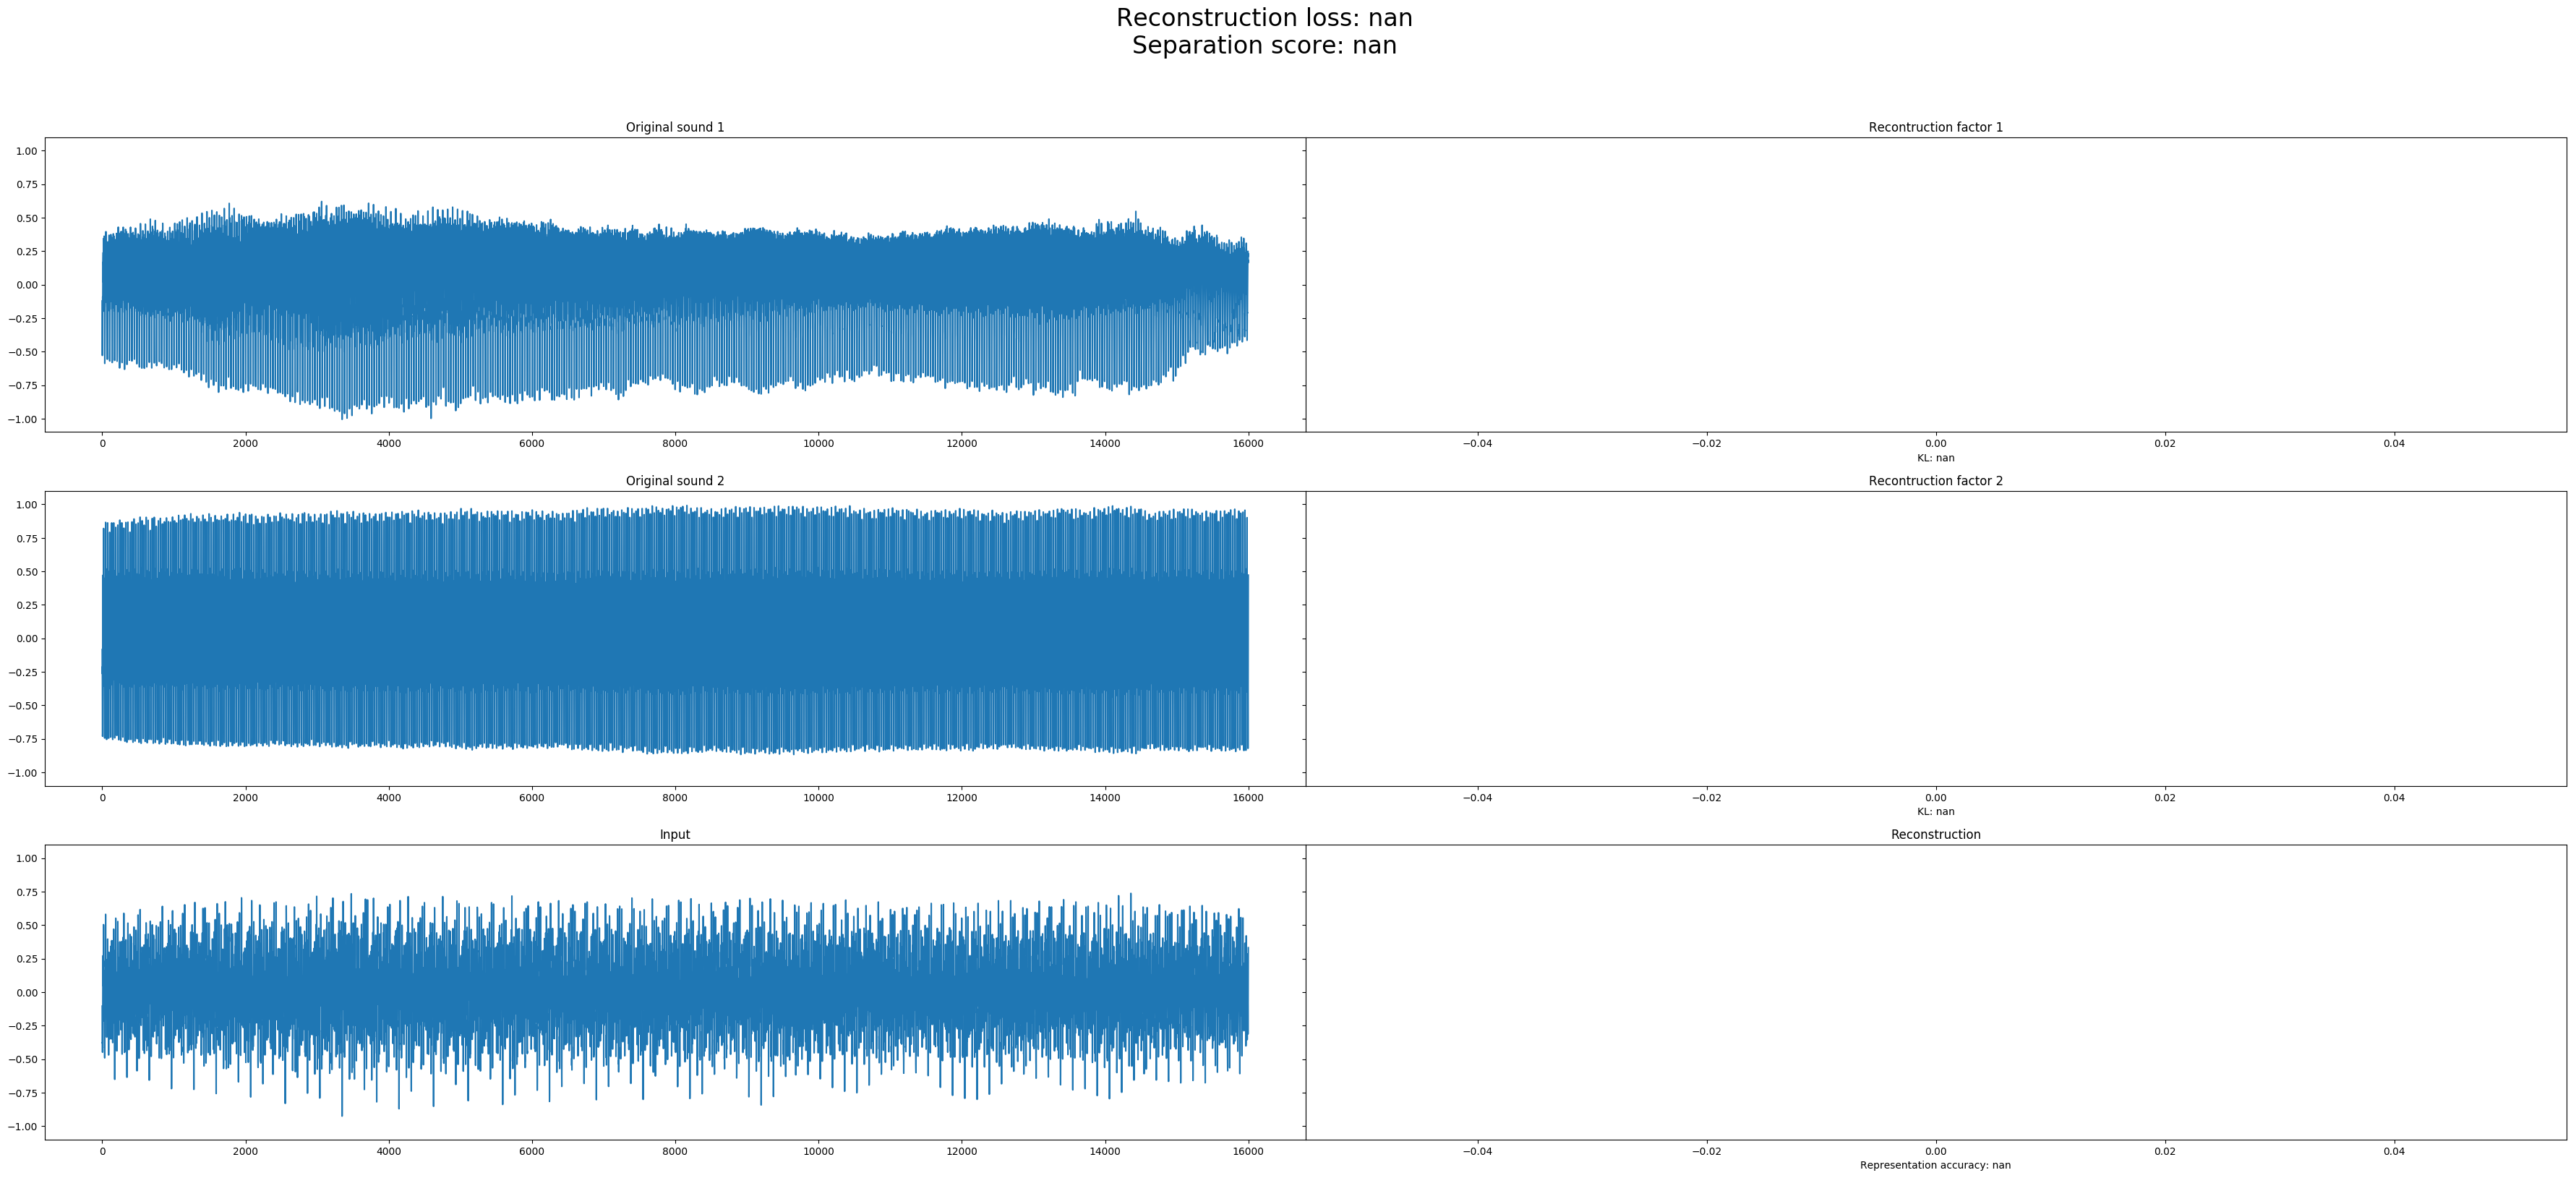 Reconstruction loss: nan
Separation score: nan
Original sound 1
Recontruction factor 1
1.00
0.75
0.50
0.25
0.00
−0.25
−0.50
−0.75
−1.00
0 2000 4000 6000 8000 10000 12000 14000 16000
−0.04 −0.02 0.00 0.02 0.04
KL: nan
Original sound 2
Recontruction factor 2
1.00
0.75
0.50
0.25
0.00
−0.25
−0.50
−0.75
−1.00
0 2000 4000 6000 8000 10000 12000 14000 16000
−0.04 −0.02 0.00 0.02 0.04
KL: nan
Input
Reconstruction
1.00
0.75
0.50
0.25
0.00
−0.25
−0.50
−0.75
−1.00
0 2000 4000 6000 8000 10000 12000 14000 16000
−0.04 −0.02 0.00 0.02 0.04
Representation accuracy: nan